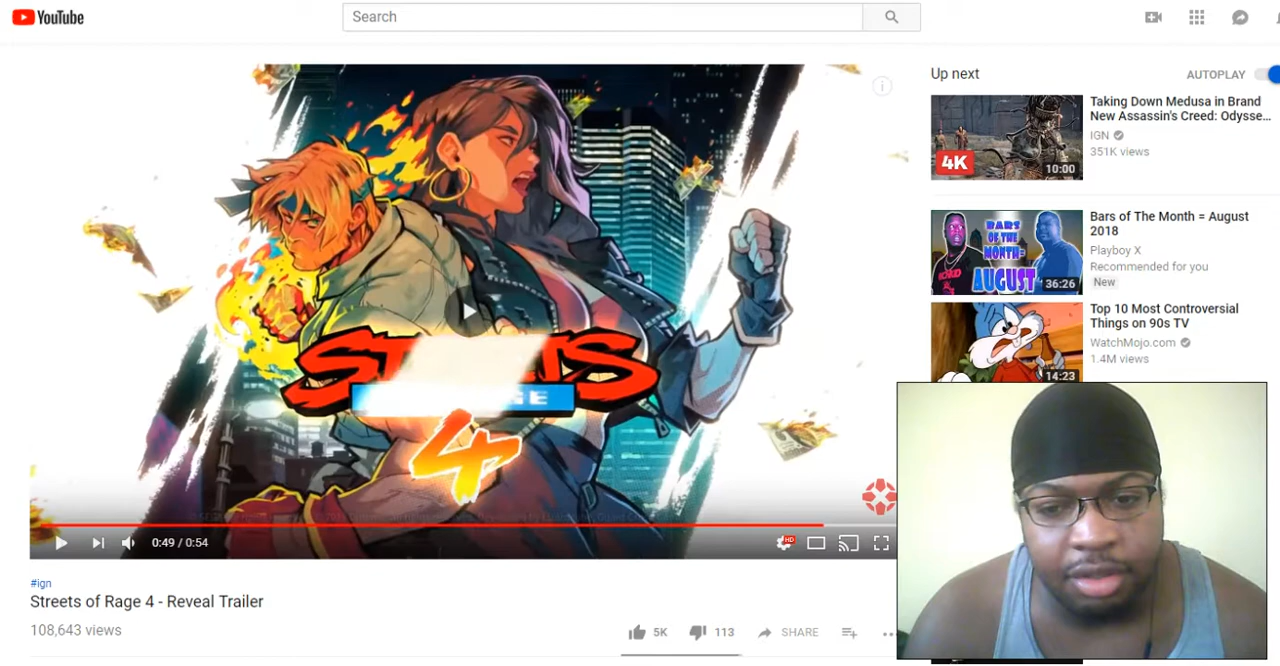 YouTube
Search
STREETS
4
0:49 / 0:54
HD
#ign
Streets of Rage 4 - Reveal Trailer
108,643 views
5K
113
SHARE
Up next
AUTOPLAY
4K
10:00
Taking Down Medusa in Brand
New Assassin's Creed: Odysse...
IGN
351K views
BARS
OF THE
MONTH
AUGUST
36:26
Bars of The Month = August
2018
Playboy X
Recommended for you
New
14:23
Top 10 Most Controversial
Things on 90s TV
WatchMojo.com
1.4M views